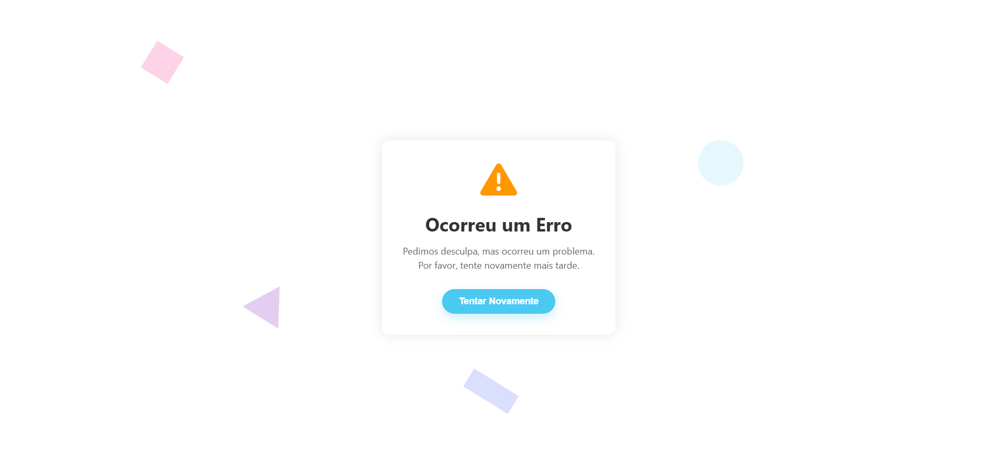 Ocorreu um Erro
Pedimos desculpa, mas ocorreu um problema.
Por favor, tente novamente mais tarde.
Tentar Novamente